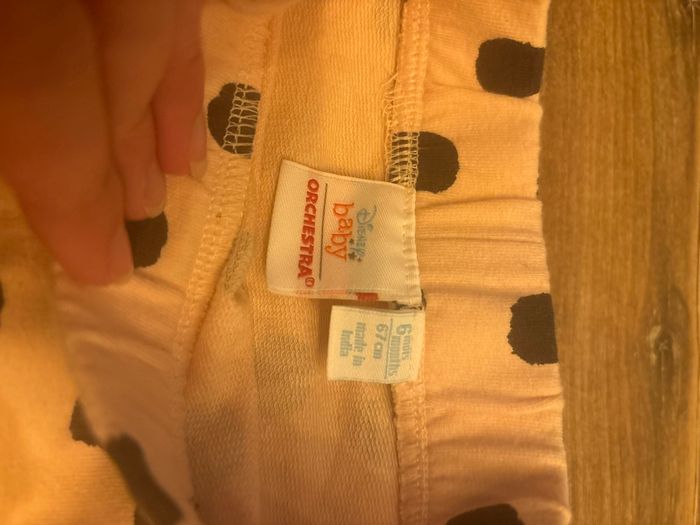 Disney
baby
ORCHESTRA®
6 mois
months
67 cm
made in
India